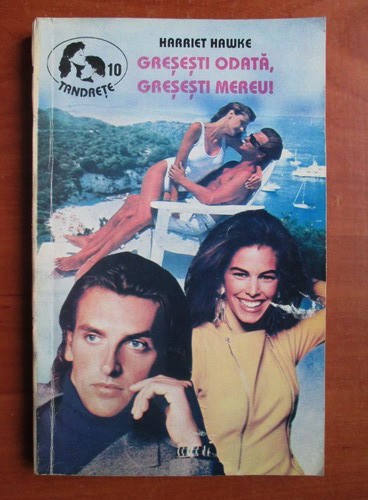 HARRIET HAWKE
GREȘEȘTI ODATĂ,
GREȘEȘTI MEREU!
10
TANDREȚE